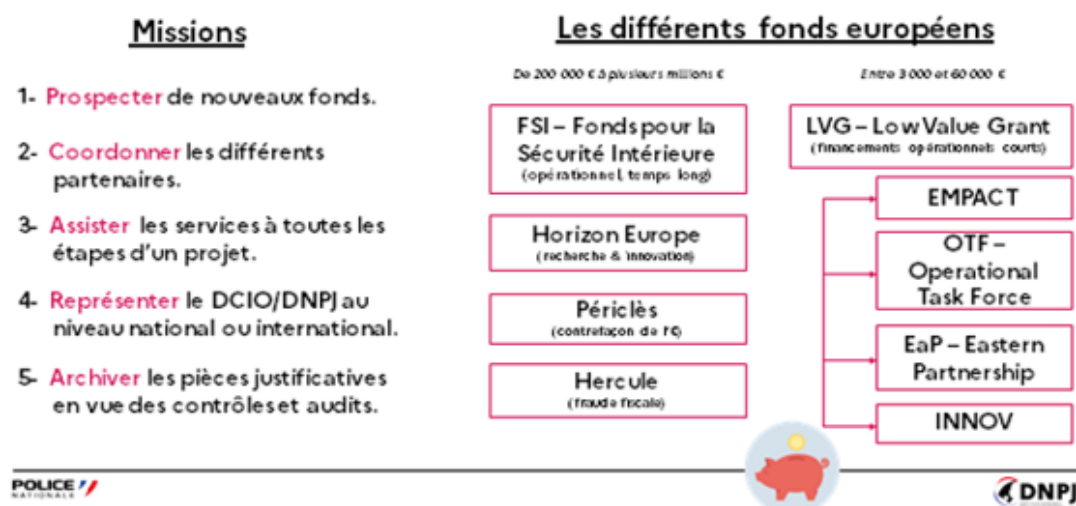 Missions
1- Prospecter de nouveaux fonds.
2- Coordonner les différents
partenaires.
3- Assister les services à toutes les
étapes d'un projet.
4- Représenter le DCIO/DNPJ au
niveau national ou international.
5- Archiver les pièces justificatives
en vue des contrôles et audits.
Les différents fonds européens
De 200 000 € à plusieurs millions €
FSI – Fonds pour la
Sécurité Intérieure
(opérationnel, temps long)
Horizon Europe
(recherche & innovation)
Périclès
(contrefaçon de l'€)
Hercule
(fraude fiscale)
Entre 3 000 et 60 000 €
LVG – Low Value Grant
(financements opérationnels courts)
EMPACT
OTF –
Operational
Task Force
EaP – Eastern
Partnership
INNOV
POLICE
NATIONALE
DNPJ